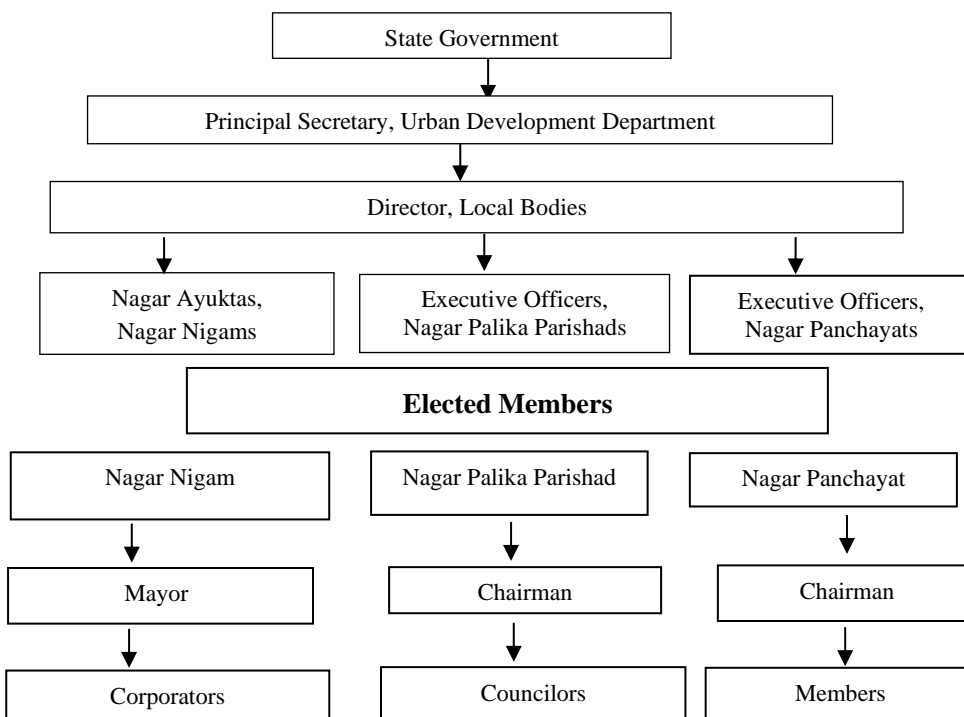 State Government
Principal Secretary, Urban Development Department
Director, Local Bodies
Nagar Ayuktas,
Nagar Nigams
Executive Officers,
Nagar Palika Parishads
Executive Officers,
Nagar Panchayats
Elected Members
Nagar Nigam
Nagar Palika Parishad
Nagar Panchayat
Mayor
Chairman
Chairman
Corporators
Councilors
Members